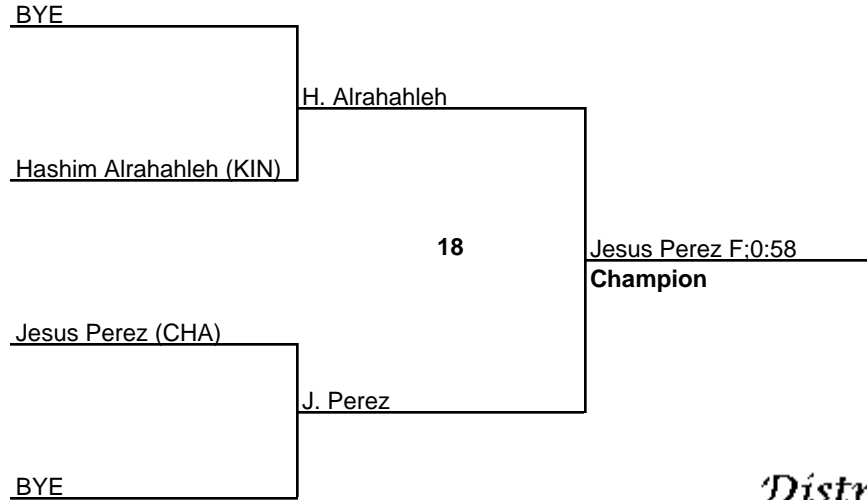 BYE
H. Alrahahleh
Hashim Alrahahleh (KIN)
18
Jesus Perez F;0:58
Champion
Jesus Perez (CHA)
J. Perez
BYE